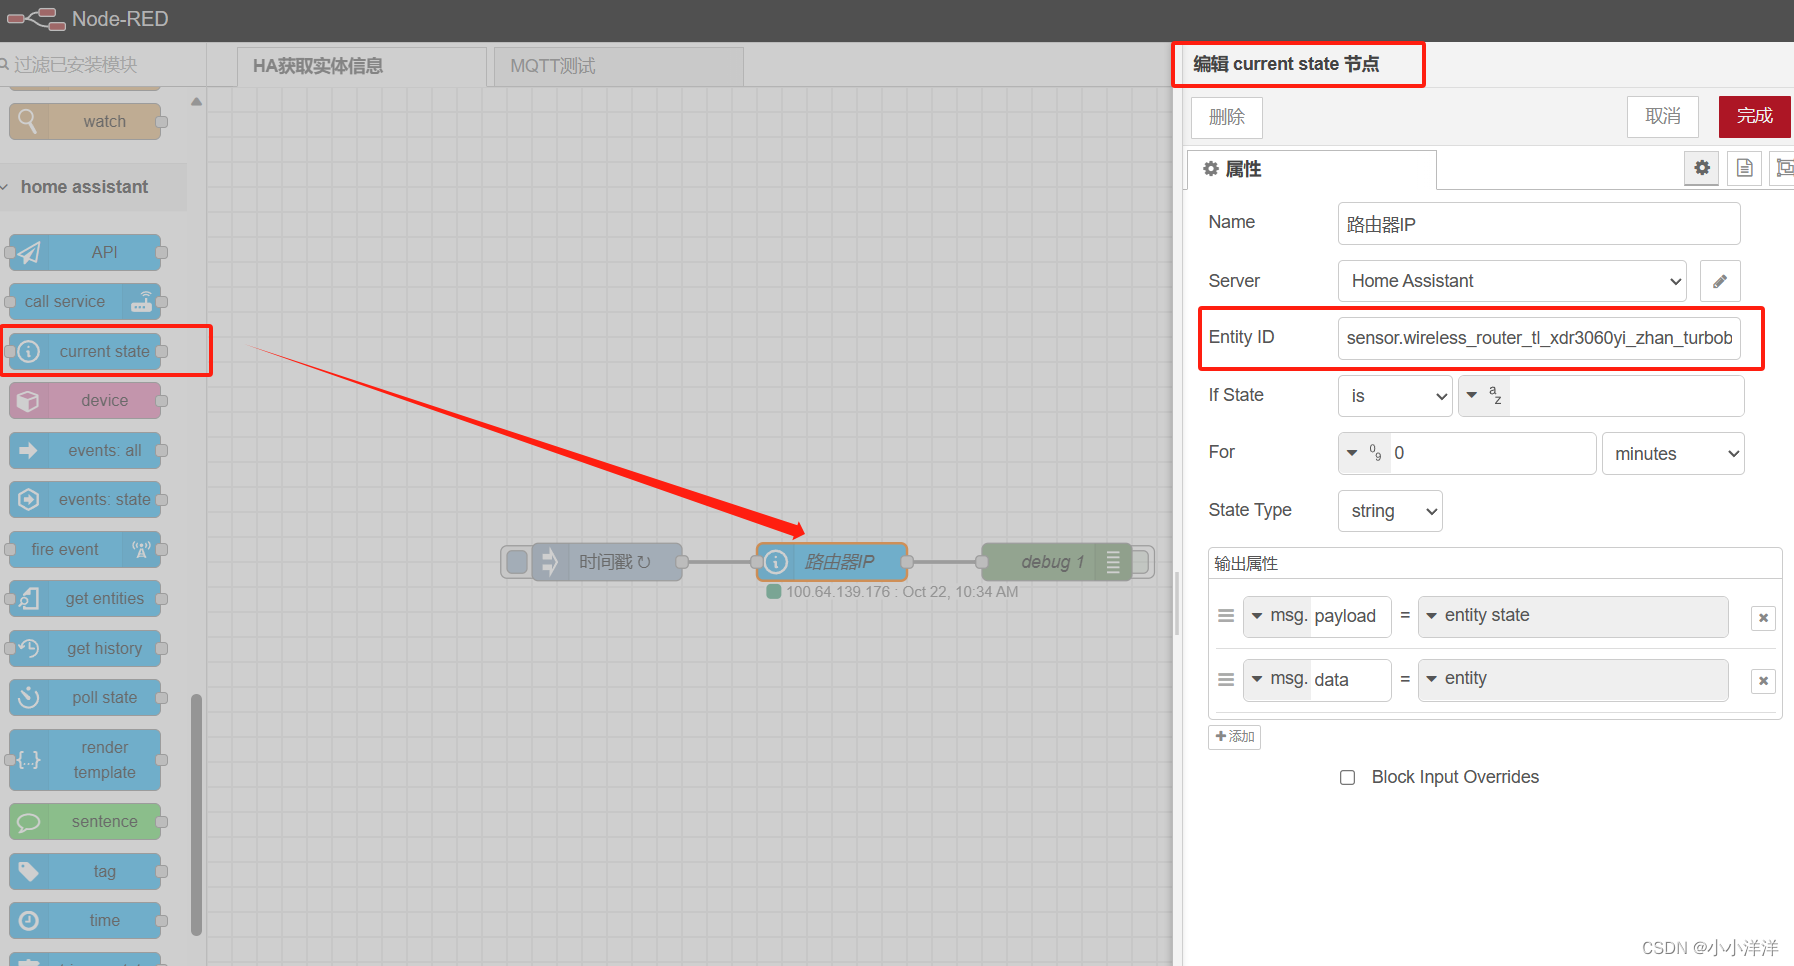 Node-RED
过滤已安装模块
watch
home assistant
API
call service
current state
device
events: all
events: state
fire event
get entities
get history
poll state
render
template
sentence
tag
time
HA获取实体信息
MQTT测试
时间戳 ↻
路由器IP
debug 1
100.64.139.176 : Oct 22, 10:34 AM
编辑 current state 节点
删除
取消
完成
属性
Name
路由器IP
Server
Home Assistant
Entity ID
sensor.wireless_router_tl_xdr3060yi_zhan_turbob
If State
is
a
z
For
0
9
0
minutes
State Type
string
输出属性
msg. payload = entity state
msg. data = entity
添加
Block Input Overrides
CSDN @小小洋洋